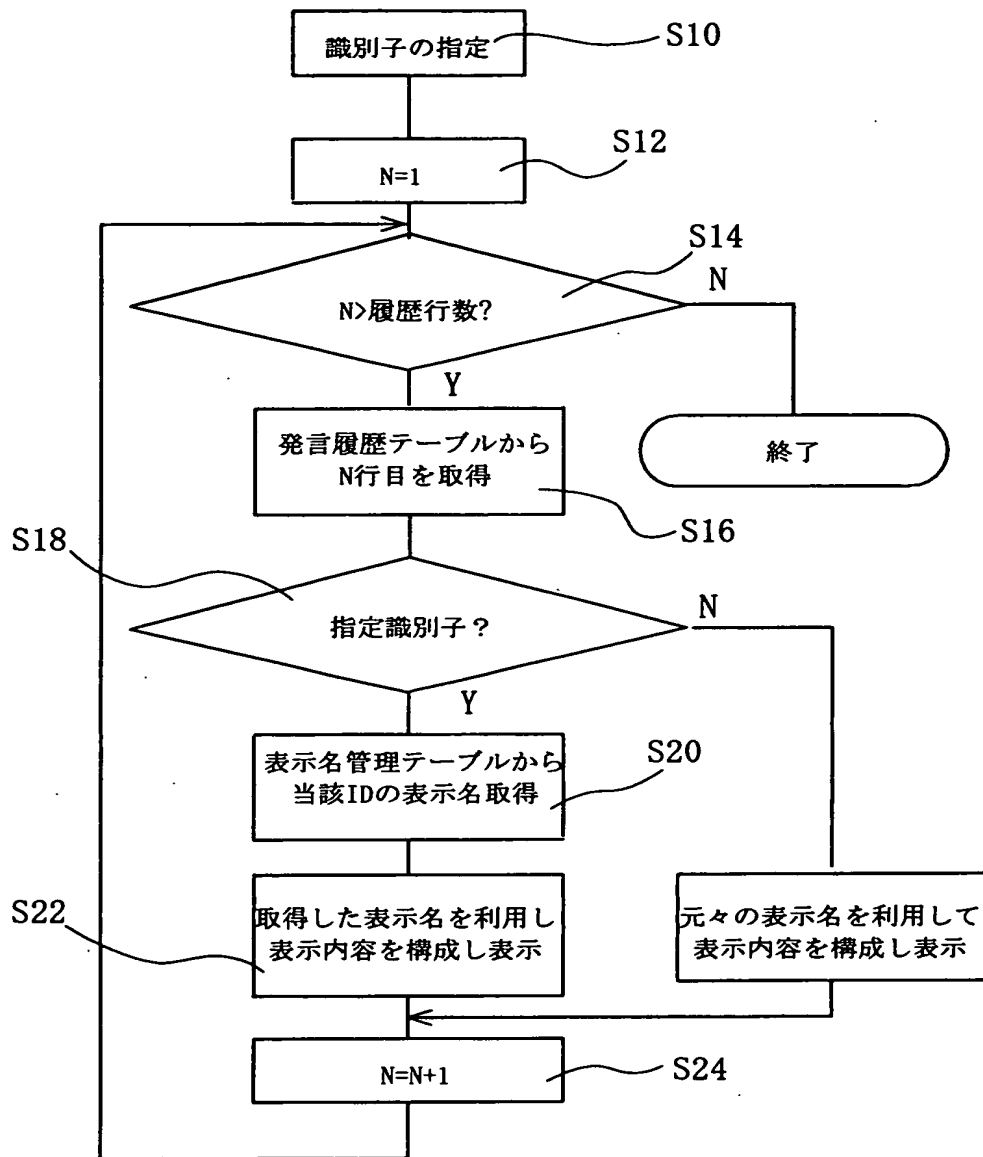 識別子の指定
S10
S12
N=1
S14
N
N>履歴行数?
Y
発言履歴テーブルから
N行目を取得
終了
S16
S18
N
指定識別子?
Y
表示名管理テーブルから
当該IDの表示名取得
S20
S22
取得した表示名を利用し
表示内容を構成し表示
元々の表示名を利用して
表示内容を構成し表示
N=N+1
S24